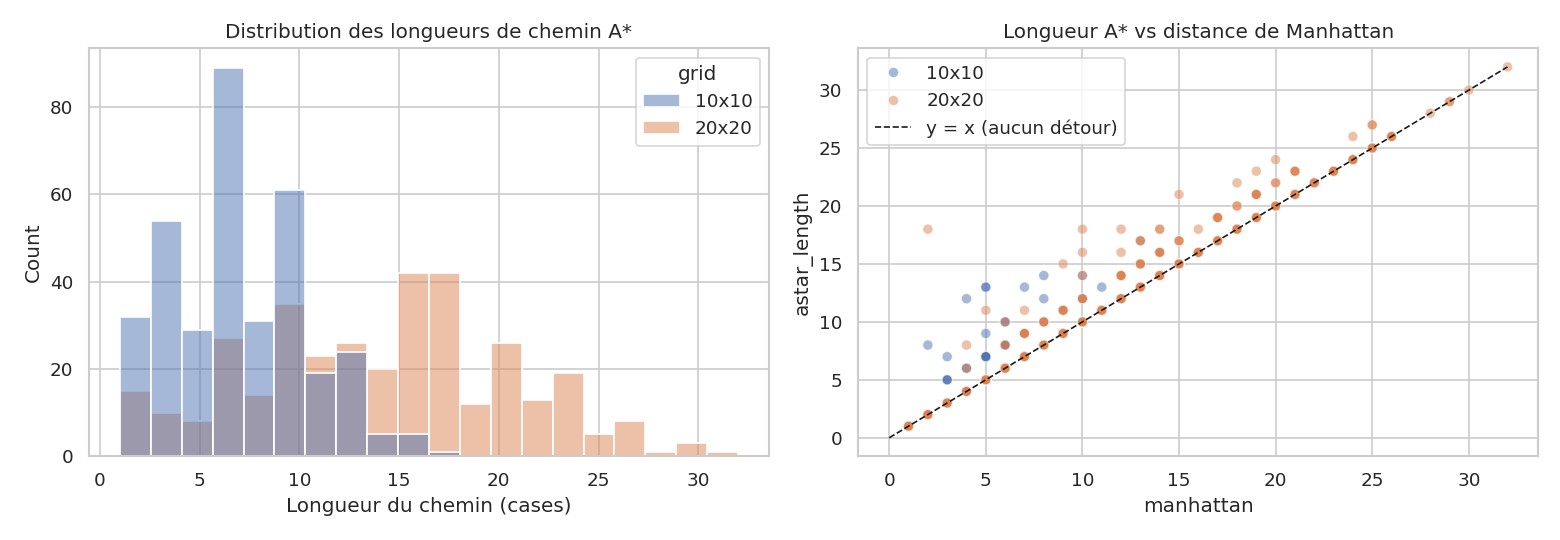 Distribution des longueurs de chemin A*
Count
80
60
40
20
0
0 5 10 15 20 25 30
Longueur du chemin (cases)
grid
10x10
20x20
Longueur A* vs distance de Manhattan
astar_length
30
25
20
15
10
5
0
0 5 10 15 20 25 30
manhattan
10x10
20x20
y = x (aucun détour)